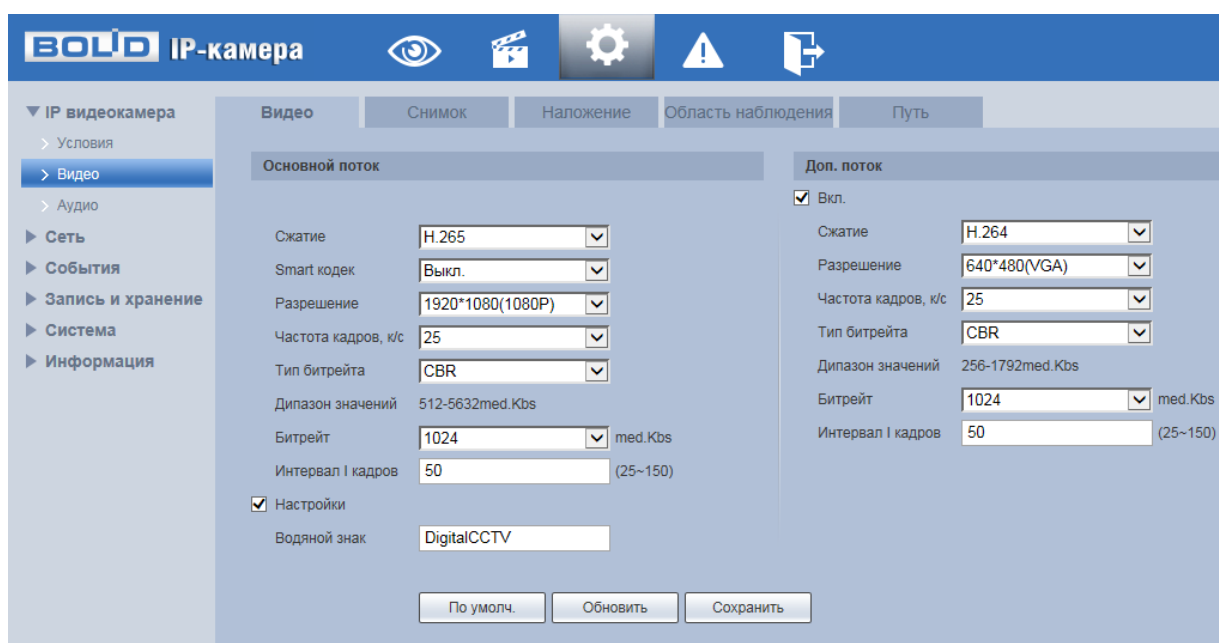 BOLID IP-камера
IP видеокамера
Условия
Видео
Аудио
Сеть
События
Запись и хранение
Система
Информация
Видео Снимок Наложение Область наблюдения Путь
Основной поток
Сжатие H.265
Smart кодек Выкл.
Разрешение 1920*1080(1080P)
Частота кадров, к/с 25
Тип битрейта CBR
Дипазон значений 512-5632med.Kbs
Битрейт 1024 med.Kbs
Интервал I кадров 50 (25~150)
Настройки
Водяной знак DigitalCCTV
По умолч. Обновить Сохранить
Доп. поток
Вкл.
Сжатие H.264
Разрешение 640*480(VGA)
Частота кадров, к/с 25
Тип битрейта CBR
Дипазон значений 256-1792med.Kbs
Битрейт 1024 med.Kbs
Интервал I кадров 50 (25~150)